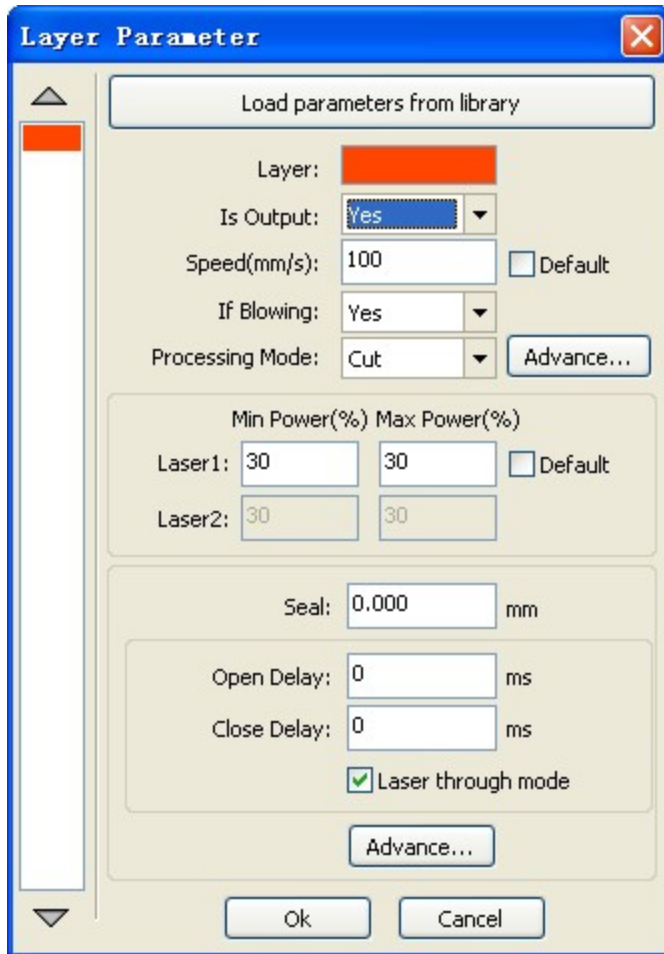 Layer Parameter
Load parameters from library
Layer:
Is Output: Yes
Speed(mm/s): 100 Default
If Blowing: Yes
Processing Mode: Cut Advance...
Min Power(%) Max Power(%)
Laser1: 30 30 Default
Laser2: 30 30
Seal: 0.000 mm
Open Delay: 0 ms
Close Delay: 0 ms
Laser through mode
Advance...
Ok Cancel